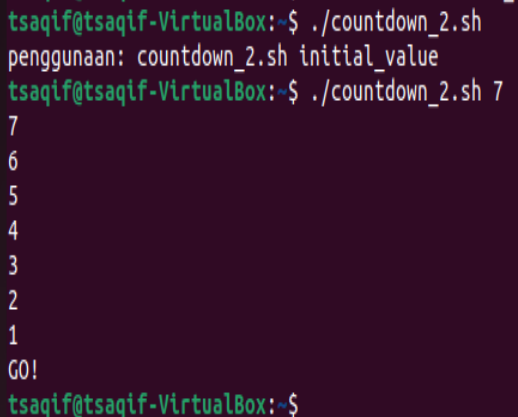 tsaqif@tsaqif-VirtualBox:~$ ./countdown_2.sh
penggunaan: countdown_2.sh initial_value
tsaqif@tsaqif-VirtualBox:~$ ./countdown_2.sh 7
7
6
5
4
3
2
1
GO!
tsaqif@tsaqif-VirtualBox:~$